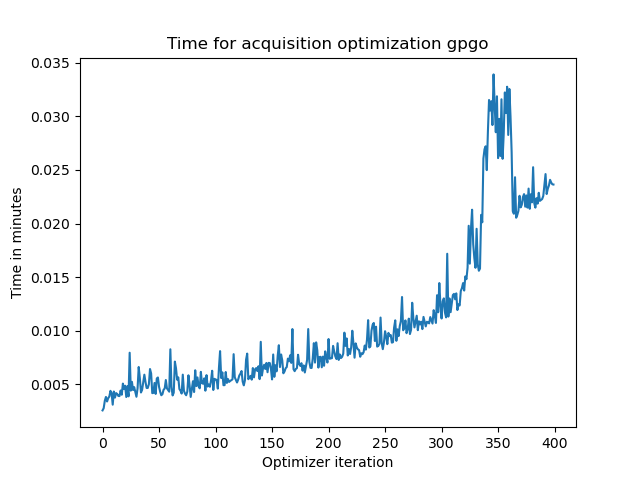 Time for acquisition optimization gpgo
0.035
0.030
0.025
0.020
0.015
0.010
0.005
Time in minutes
0 50 100 150 200 250 300 350 400
Optimizer iteration